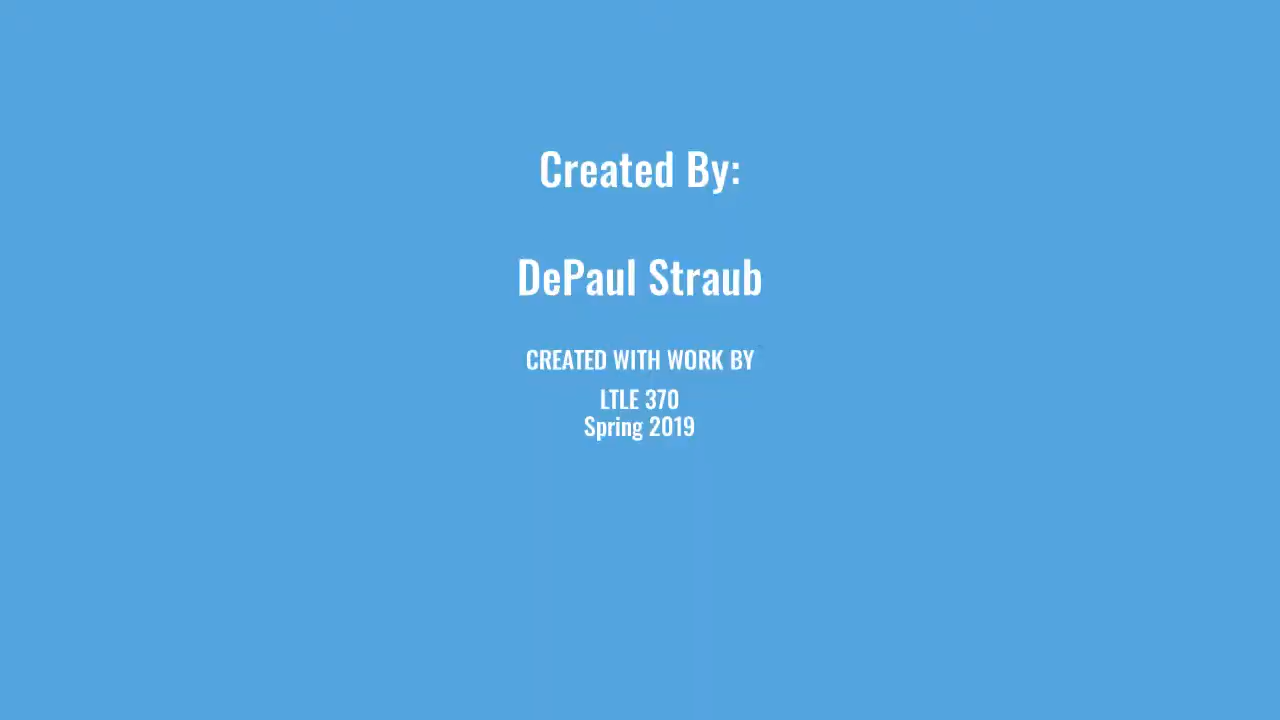 Created By:
DePaul Straub
CREATED WITH WORK BY
LTLE 370
Spring 2019